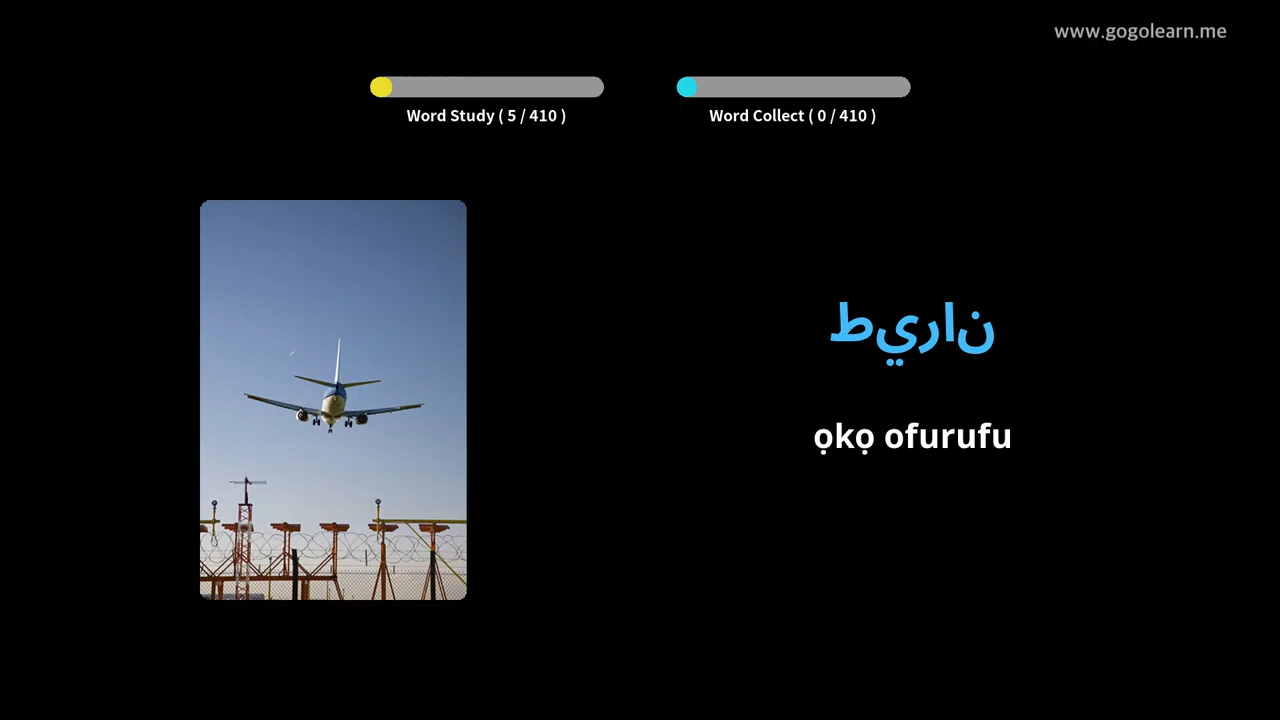 www.gogolearn.me
Word Study ( 5 / 410 )
Word Collect ( 0 / 410 )
طيران
ọkọ ofurufu